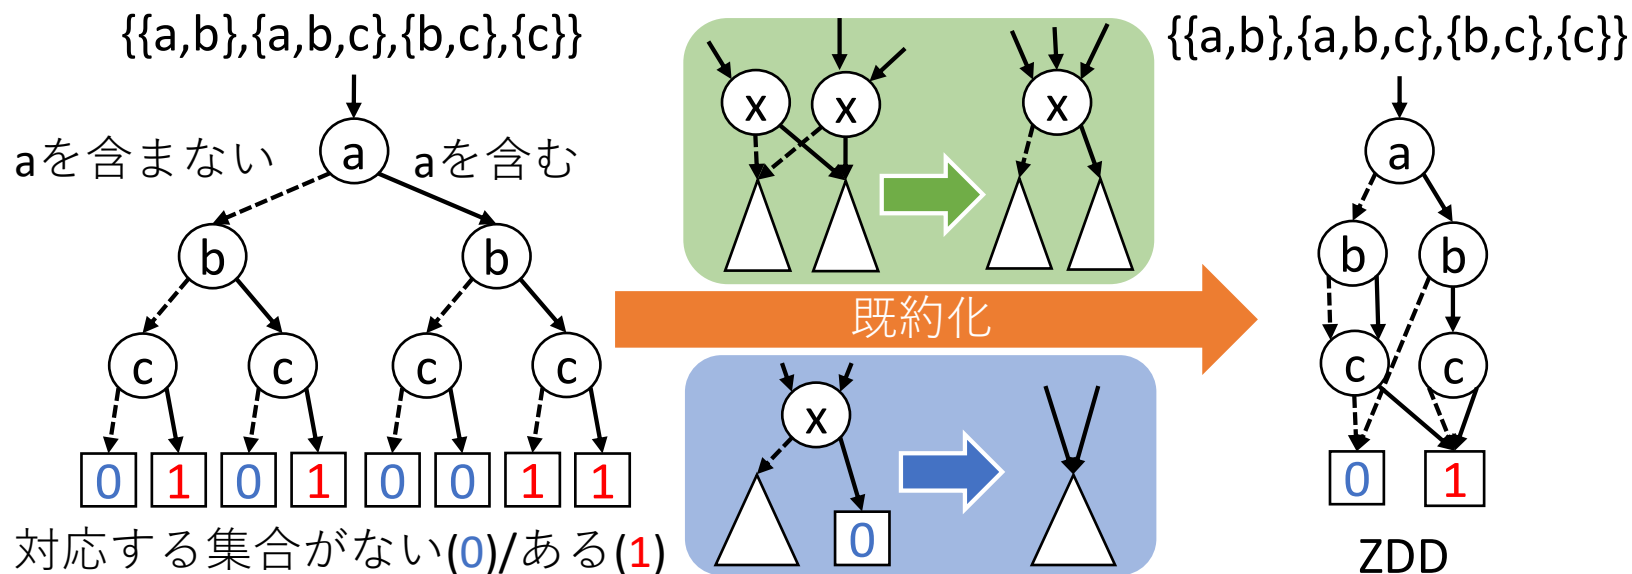 {{a,b},{a,b,c},{b,c},{c}}
aを含まない
aを含む
a
b
b
c
c
c
c
0
1
0
1
0
0
1
1
対応する集合がない(0)/ある(1)
x
x
x
既約化
x
0
{{a,b},{a,b,c},{b,c},{c}}
a
b
b
c
c
0
1
ZDD